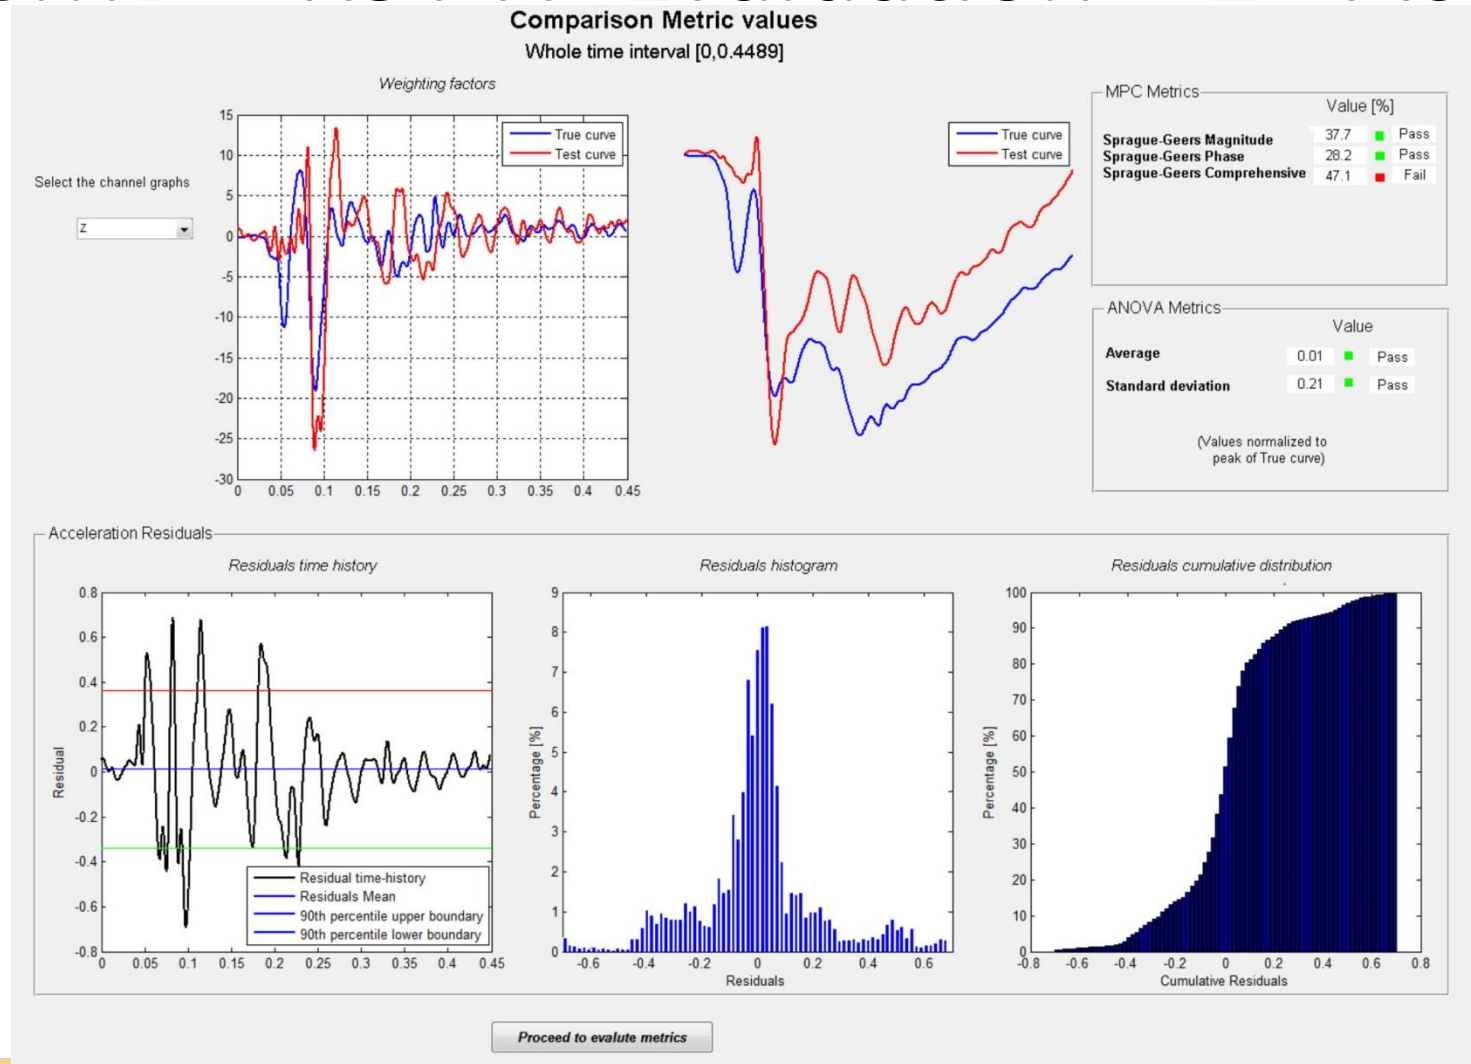 Comparison Metric values
Whole time interval [0,0.4489]
Weighting factors
Select the channel graphs
Z
15
10
5
0
-5
-10
-15
-20
-25
-30
0 0.05 0.1 0.15 0.2 0.25 0.3 0.35 0.4 0.45
True curve
Test curve
True curve
Test curve
MPC Metrics
Value [%]
Sprague-Geers Magnitude 37.7 Pass
Sprague-Geers Phase 28.2 Pass
Sprague-Geers Comprehensive 47.1 Fail
ANOVA Metrics
Value
Average 0.01 Pass
Standard deviation 0.21 Pass
(Values normalized to
peak of True curve)
Acceleration Residuals
Residuals time history
Residual
0.8
0.6
0.4
0.2
0
-0.2
-0.4
-0.6
-0.8
0 0.05 0.1 0.15 0.2 0.25 0.3 0.35 0.4 0.45
Residual time-history
Residuals Mean
90th percentile upper boundary
90th percentile lower boundary
Residuals histogram
Percentage [%]
9
8
7
6
5
4
3
2
1
0
-0.6 -0.4 -0.2 0 0.2 0.4 0.6
Residuals
Residuals cumulative distribution
Percentage [%]
100
90
80
70
60
50
40
30
20
10
0
-0.8 -0.6 -0.4 -0.2 0 0.2 0.4 0.6 0.8
Cumulative Residuals
Proceed to evalute metrics